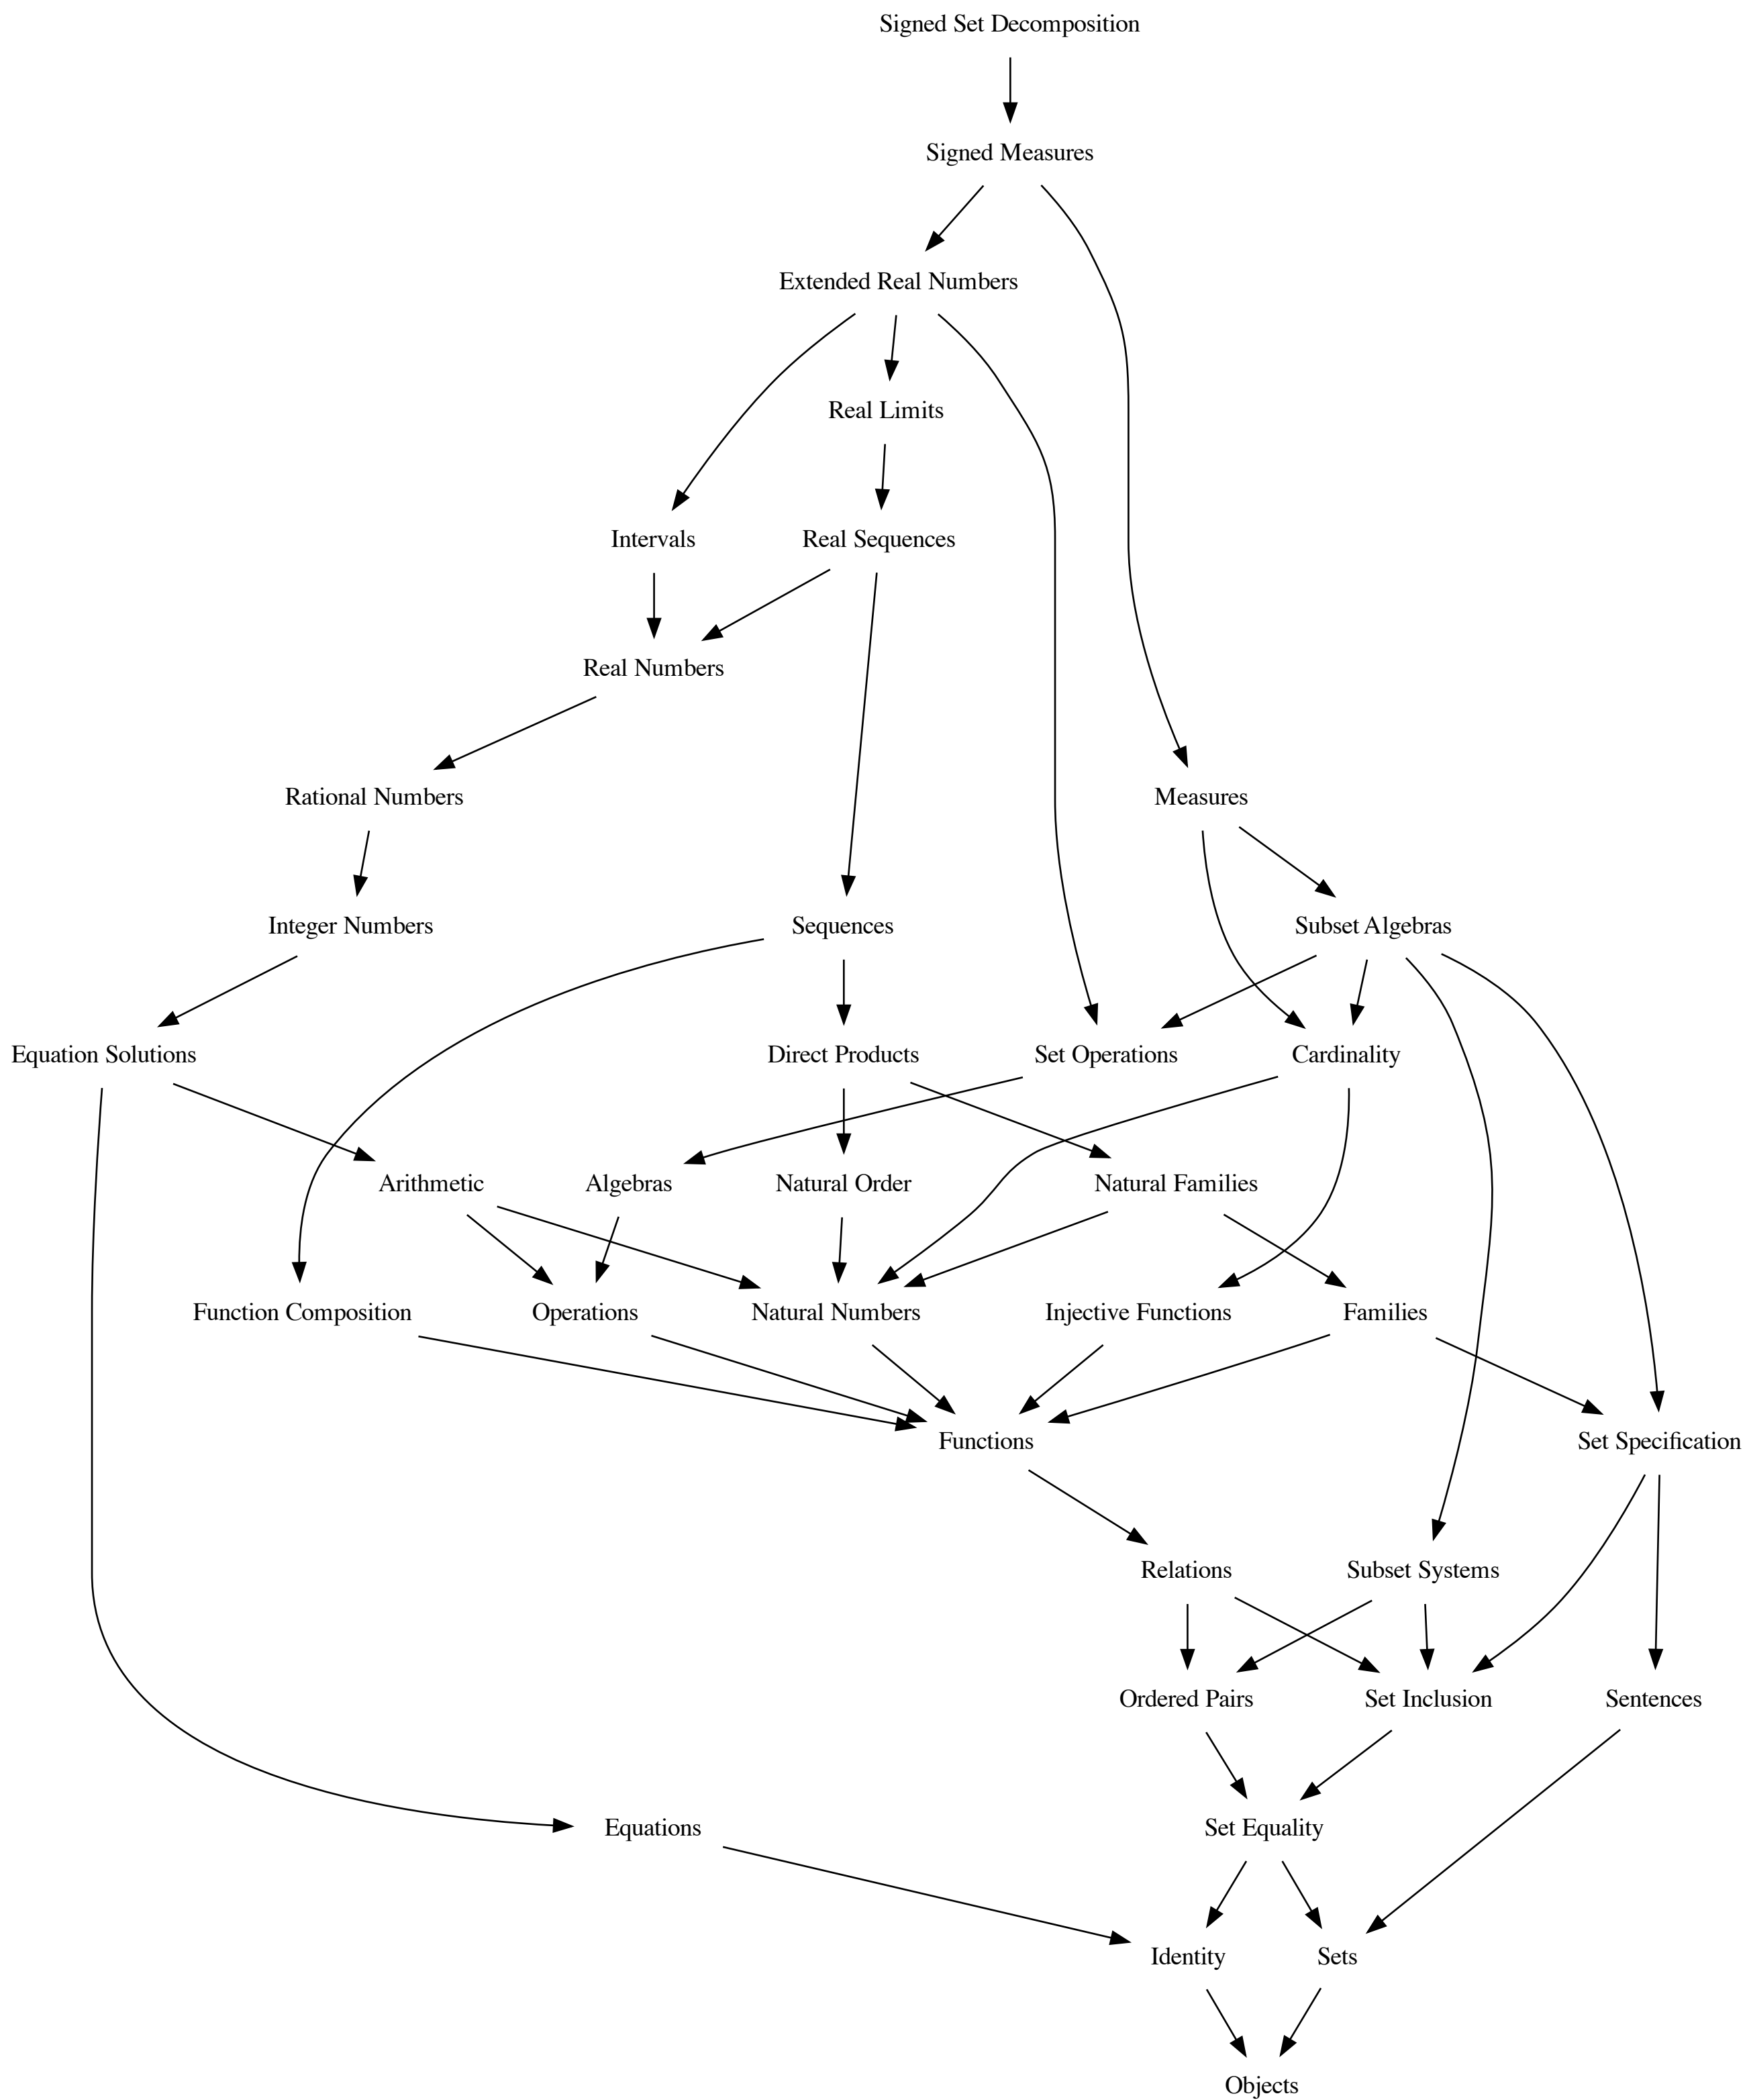 Signed Set Decomposition
Signed Measures
Extended Real Numbers
Real Limits
Intervals
Real Sequences
Real Numbers
Rational Numbers
Measures
Integer Numbers
Sequences
Subset Algebras
Equation Solutions
Direct Products
Set Operations
Cardinality
Arithmetic
Algebras
Natural Order
Natural Families
Function Composition
Operations
Natural Numbers
Injective Functions
Families
Functions
Set Specification
Relations
Subset Systems
Ordered Pairs
Set Inclusion
Sentences
Equations
Set Equality
Identity
Sets
Objects